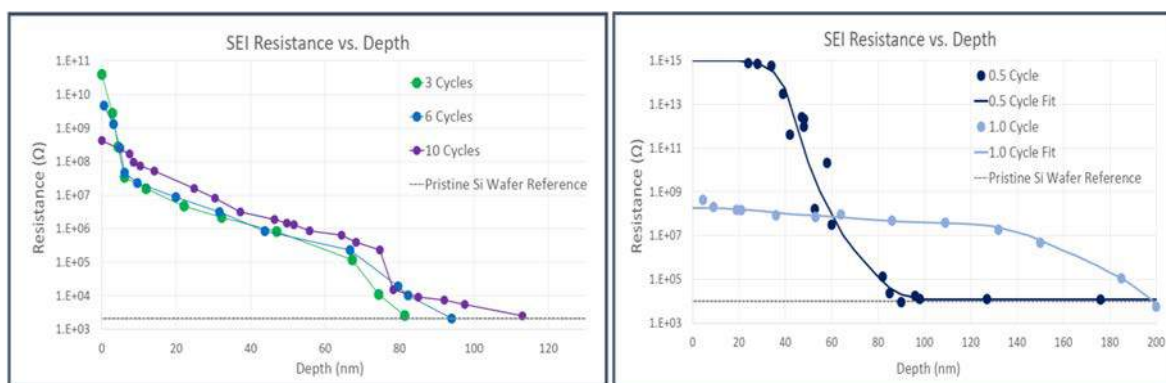 SEI Resistance vs. Depth
1.E+11
1.E+10
1.E+09
1.E+08
1.E+07
1.E+06
1.E+05
1.E+04
1.E+03
Resistance (Ω)
3 Cycles
6 Cycles
10 Cycles
Pristine Si Wafer Reference
0 20 40 60 80 100 120
Depth (nm)
SEI Resistance vs. Depth
1.E+15
1.E+13
1.E+11
1.E+09
1.E+07
1.E+05
1.E+03
Resistance (Ω)
0.5 Cycle
0.5 Cycle Fit
1.0 Cycle
1.0 Cycle Fit
Pristine Si Wafer Reference
0 20 40 60 80 100 120 140 160 180 200
Depth (nm)